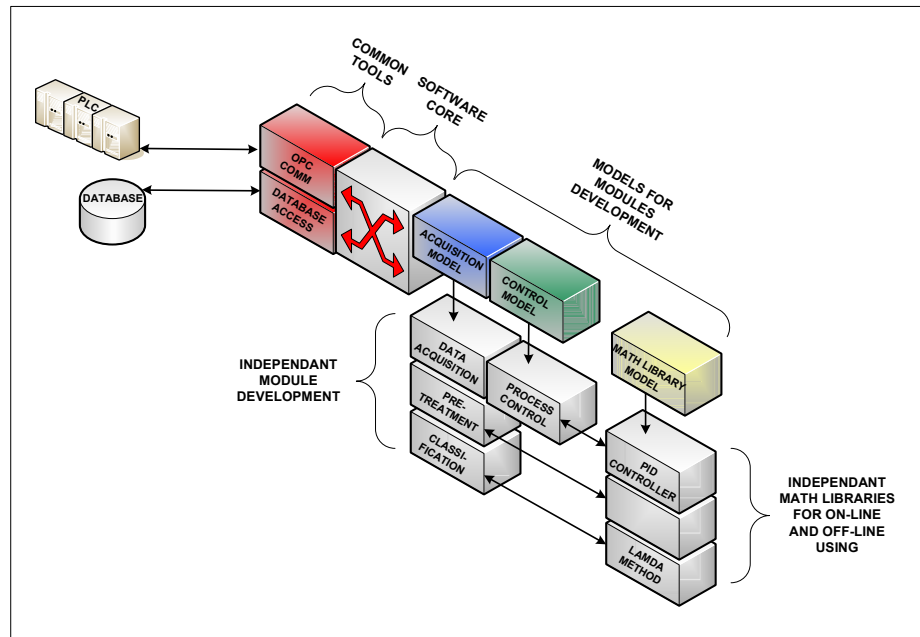 COMMON
TOOLS
SOFTWARE
CORE
MODELS FOR
MODULES
DEVELOPMENT
PLC
DATABASE
OPC
COMM
DATABASE
ACCESS
ACQUISITION
MODEL
CONTROL
MODEL
MATH LIBRARY
MODEL
INDEPENDANT
MODULE
DEVELOPMENT
DATA
ACQUISITION
PRE-
TREATMENT
CLASSI-
FICATION
PROCESS
CONTROL
PID
CONTROLLER
LAMDA
METHOD
INDEPENDANT
MATH LIBRARIES
FOR ON-LINE
AND OFF-LINE
USING